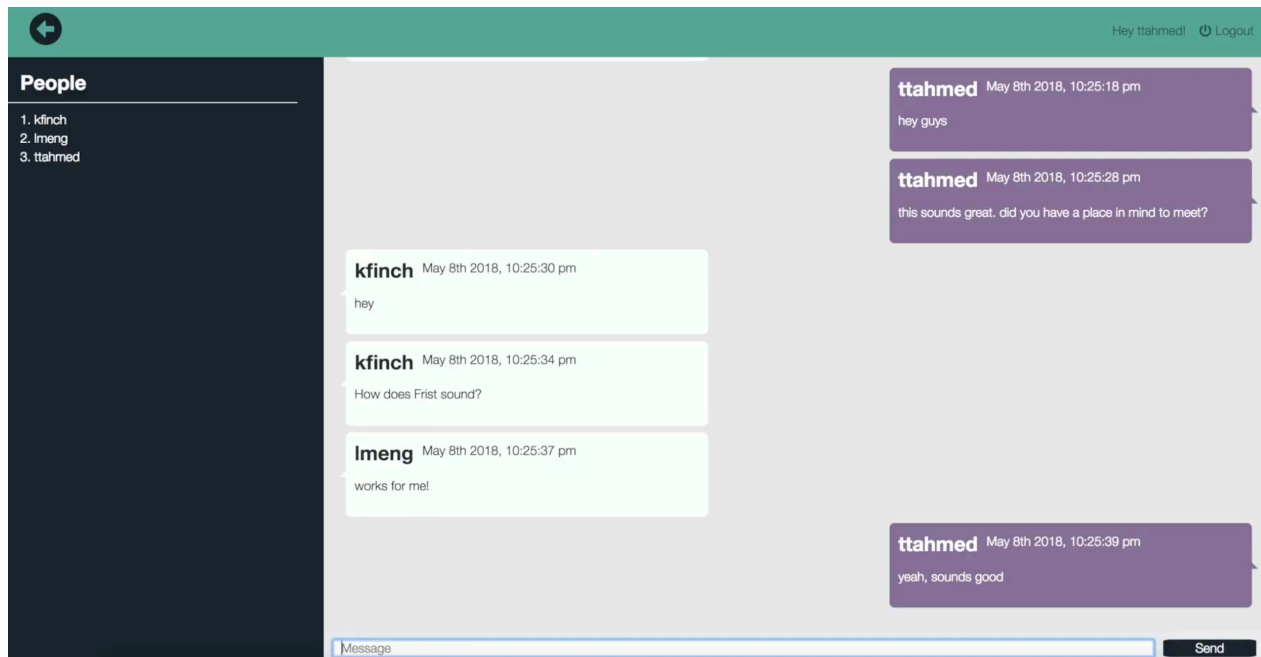 Hey ttahmed! Logout
People
1. kfinch
2. lmeng
3. ttahmed
ttahmed May 8th 2018, 10:25:18 pm
hey guys
ttahmed May 8th 2018, 10:25:28 pm
this sounds great. did you have a place in mind to meet?
kfinch May 8th 2018, 10:25:30 pm
hey
kfinch May 8th 2018, 10:25:34 pm
How does Frist sound?
lmeng May 8th 2018, 10:25:37 pm
works for me!
ttahmed May 8th 2018, 10:25:39 pm
yeah, sounds good
Message
Send